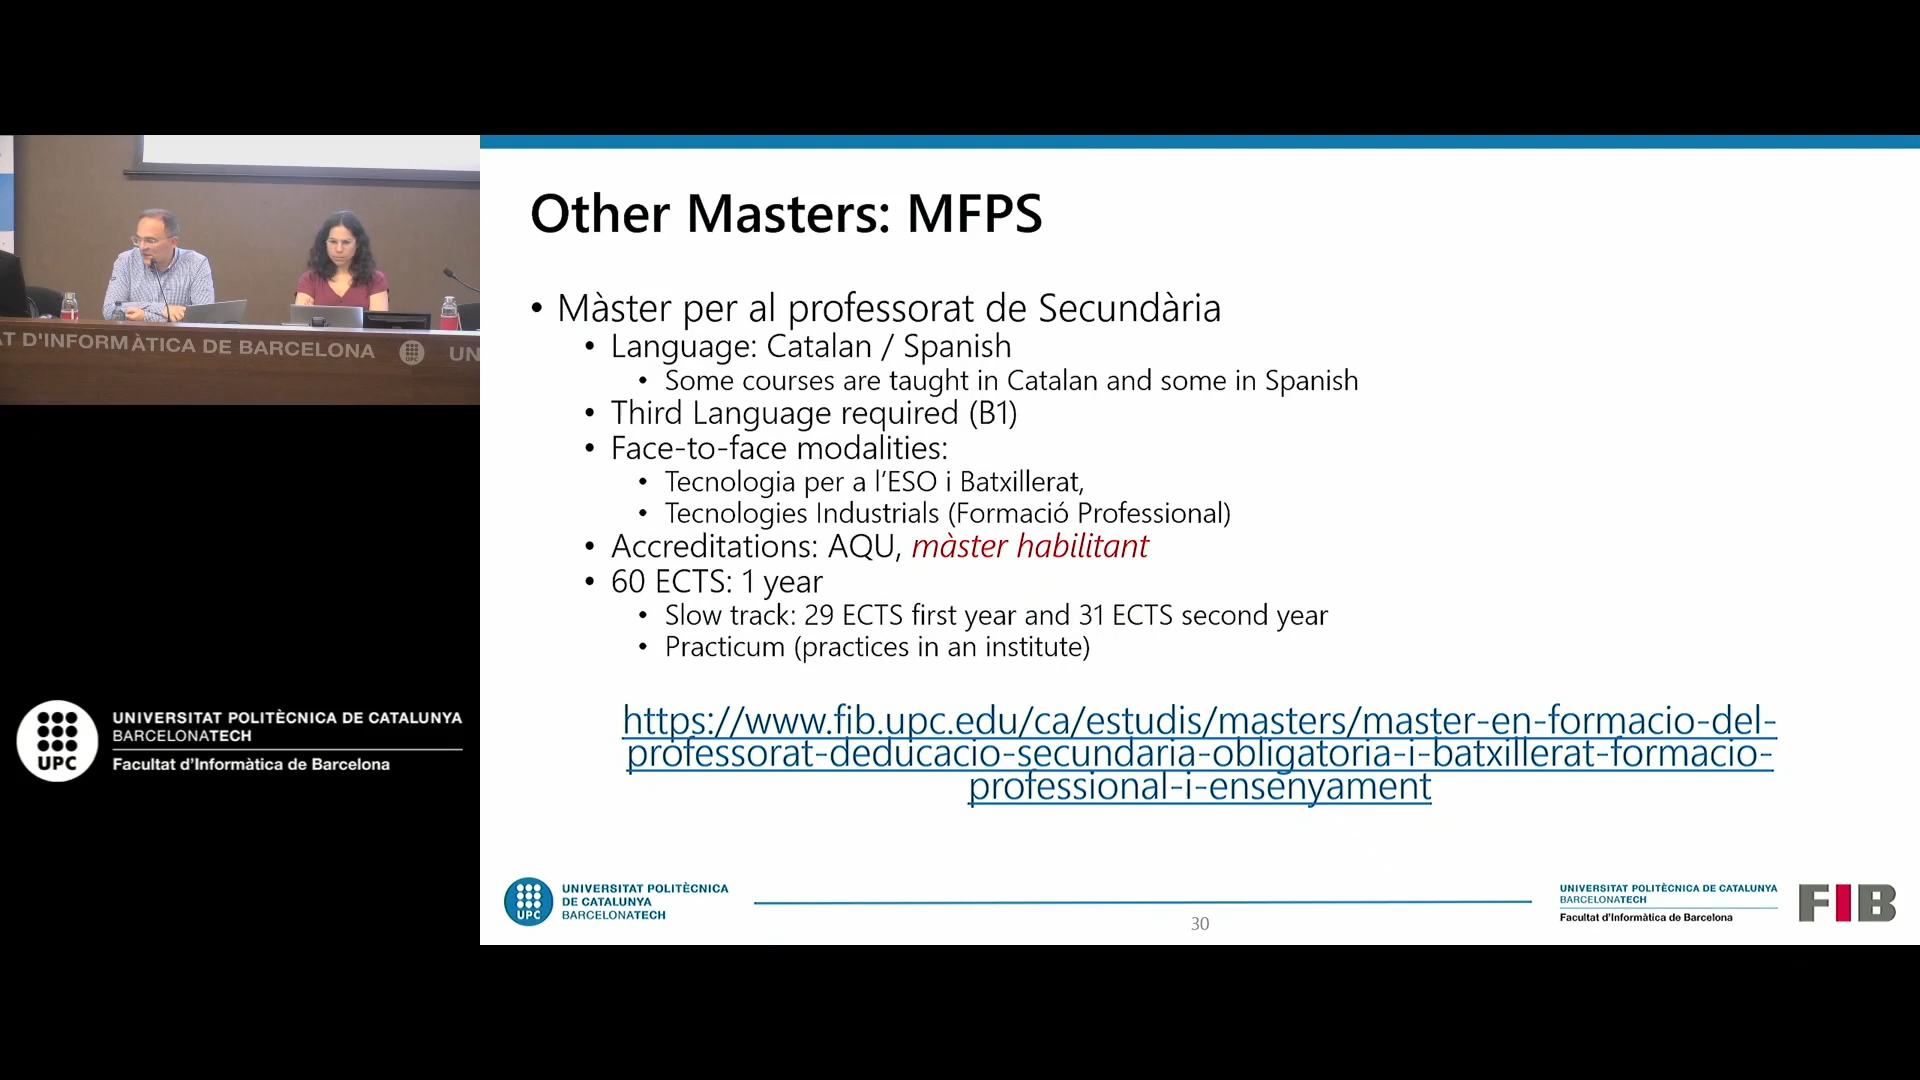 AT D'INFORMÀTICA DE BARCELONA
UPC
UN
Other Masters: MFPS
• Màster per al professorat de Secundària
• Language: Catalan / Spanish
• Some courses are taught in Catalan and some in Spanish
• Third Language required (B1)
• Face-to-face modalities:
• Tecnologia per a l'ESO i Batxillerat,
• Tecnologies Industrials (Formació Professional)
• Accreditations: AQU, màster habilitant
• 60 ECTS: 1 year
• Slow track: 29 ECTS first year and 31 ECTS second year
• Practicum (practices in an institute)
https://www.fib.upc.edu/ca/estudis/masters/master-en-formacio-del-
professorat-deducacio-secundaria-obligatoria-i-batxillerat-formacio-
professional-i-ensenyament
UPC
UNIVERSITAT POLITÈCNICA DE CATALUNYA
BARCELONATECH
Facultat d'Informàtica de Barcelona
UPC
UNIVERSITAT POLITÈCNICA
DE CATALUNYA
BARCELONATECH
30
UNIVERSITAT POLITÈCNICA DE CATALUNYA
BARCELONATECH
Facultat d'Informàtica de Barcelona
FIB